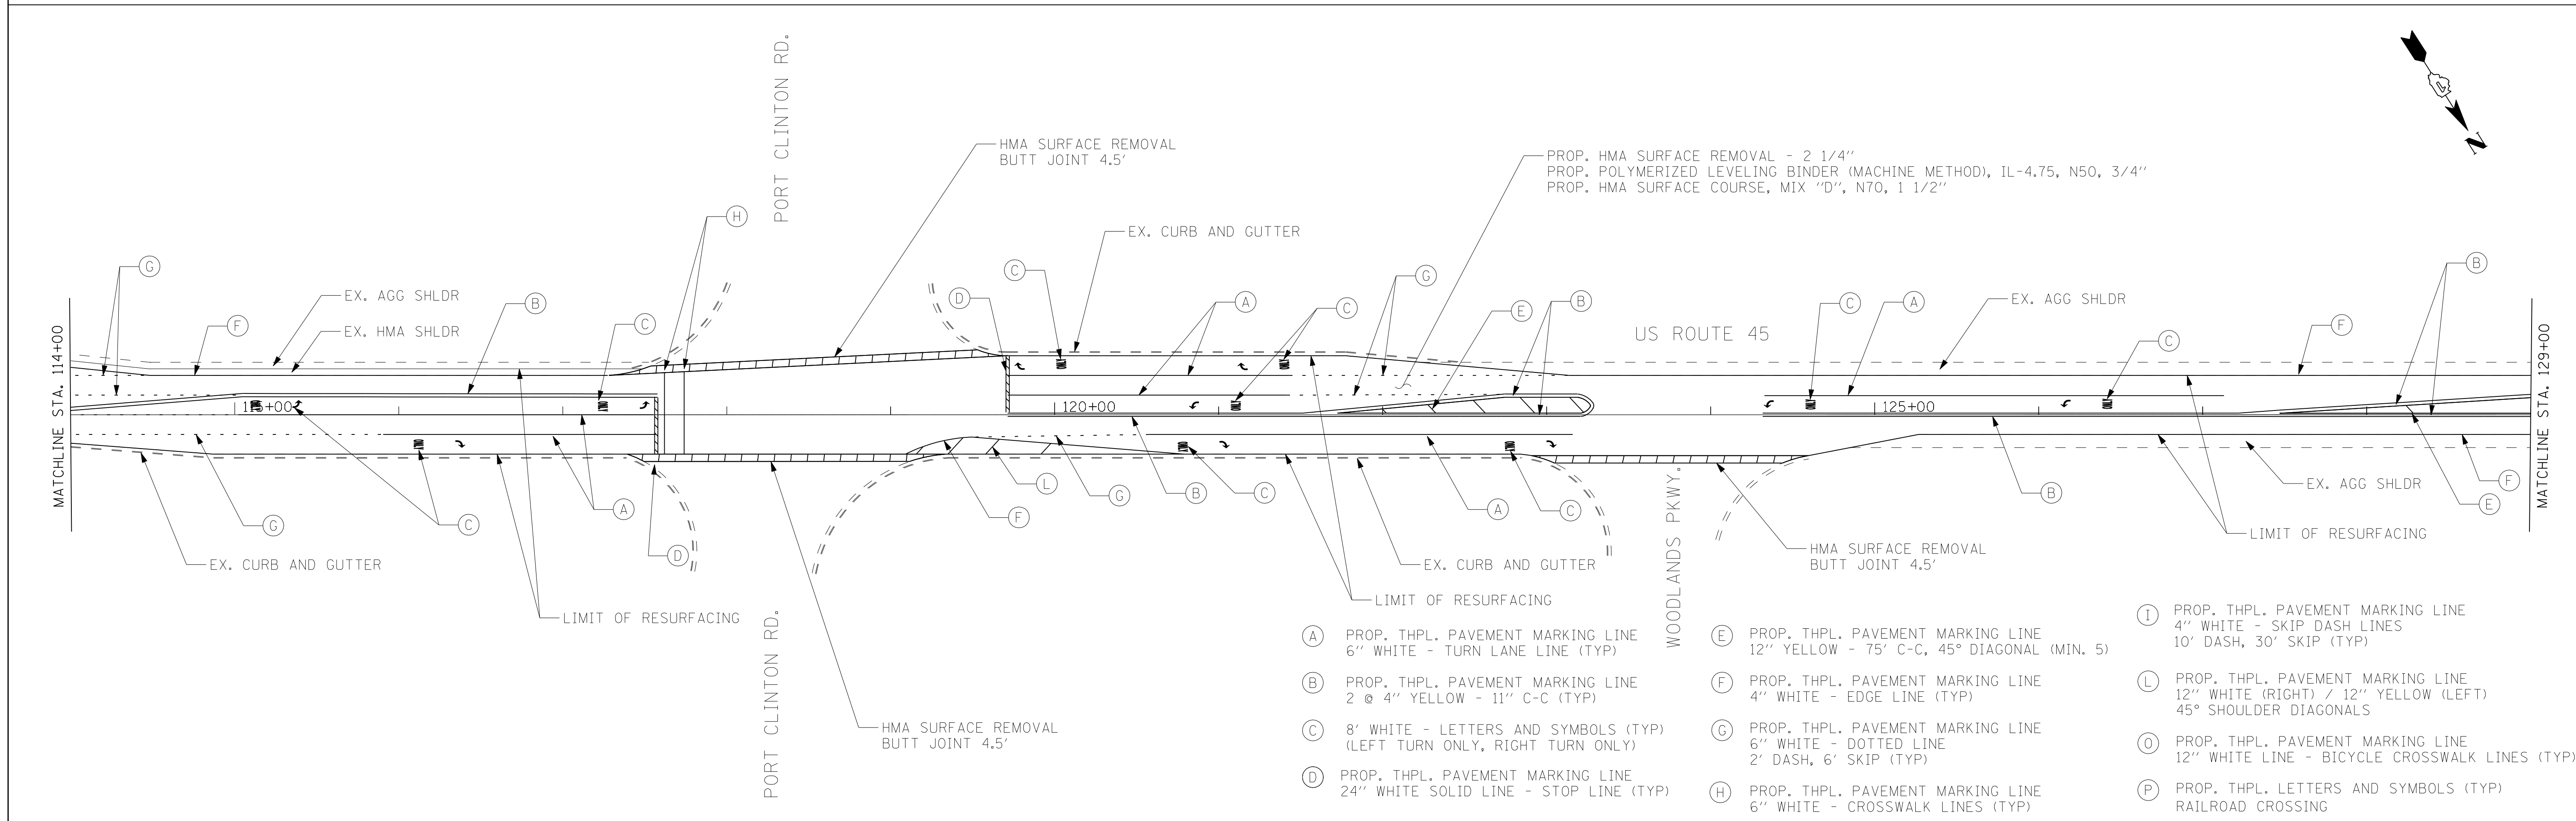 PORT CLINTON RD.
HMA SURFACE REMOVAL
BUTT JOINT 4.5'
PROP. HMA SURFACE REMOVAL - 2 1/4"
PROP. POLYMERIZED LEVELING BINDER (MACHINE METHOD), IL-4.75, N50, 3/4"
PROP. HMA SURFACE COURSE, MIX "D", N70, 1 1/2"
N
H
EX. CURB AND GUTTER
G
EX. AGG SHLDR
B
F
EX. HMA SHLDR
C
D
C
A
C
G
E
B
US ROUTE 45
C
A
EX. AGG SHLDR
C
F
B
MATCHLINE STA. 114+00
115+00
120+00
125+00
MATCHLINE STA. 129+00
G
EX. CURB AND GUTTER
C
A
D
LIMIT OF RESURFACING
F
L
G
B
C
A
C
EX. CURB AND GUTTER
LIMIT OF RESURFACING
WOODLANDS PKWY.
HMA SURFACE REMOVAL
BUTT JOINT 4.5'
B
EX. AGG SHLDR
E
F
LIMIT OF RESURFACING
PORT CLINTON RD.
HMA SURFACE REMOVAL
BUTT JOINT 4.5'
A PROP. THPL. PAVEMENT MARKING LINE
6" WHITE - TURN LANE LINE (TYP)
B PROP. THPL. PAVEMENT MARKING LINE
2 @ 4" YELLOW - 11" C-C (TYP)
C 8' WHITE - LETTERS AND SYMBOLS (TYP)
(LEFT TURN ONLY, RIGHT TURN ONLY)
D PROP. THPL. PAVEMENT MARKING LINE
24" WHITE SOLID LINE - STOP LINE (TYP)
E PROP. THPL. PAVEMENT MARKING LINE
12" YELLOW - 75' C-C, 45° DIAGONAL (MIN. 5)
F PROP. THPL. PAVEMENT MARKING LINE
4" WHITE - EDGE LINE (TYP)
G PROP. THPL. PAVEMENT MARKING LINE
6" WHITE - DOTTED LINE
2' DASH, 6' SKIP (TYP)
H PROP. THPL. PAVEMENT MARKING LINE
6" WHITE - CROSSWALK LINES (TYP)
I PROP. THPL. PAVEMENT MARKING LINE
4" WHITE - SKIP DASH LINES
10' DASH, 30' SKIP (TYP)
L PROP. THPL. PAVEMENT MARKING LINE
12" WHITE (RIGHT) / 12" YELLOW (LEFT)
45° SHOULDER DIAGONALS
O PROP. THPL. PAVEMENT MARKING LINE
12" WHITE LINE - BICYCLE CROSSWALK LINES (TYP)
P PROP. THPL. LETTERS AND SYMBOLS (TYP)
RAILROAD CROSSING